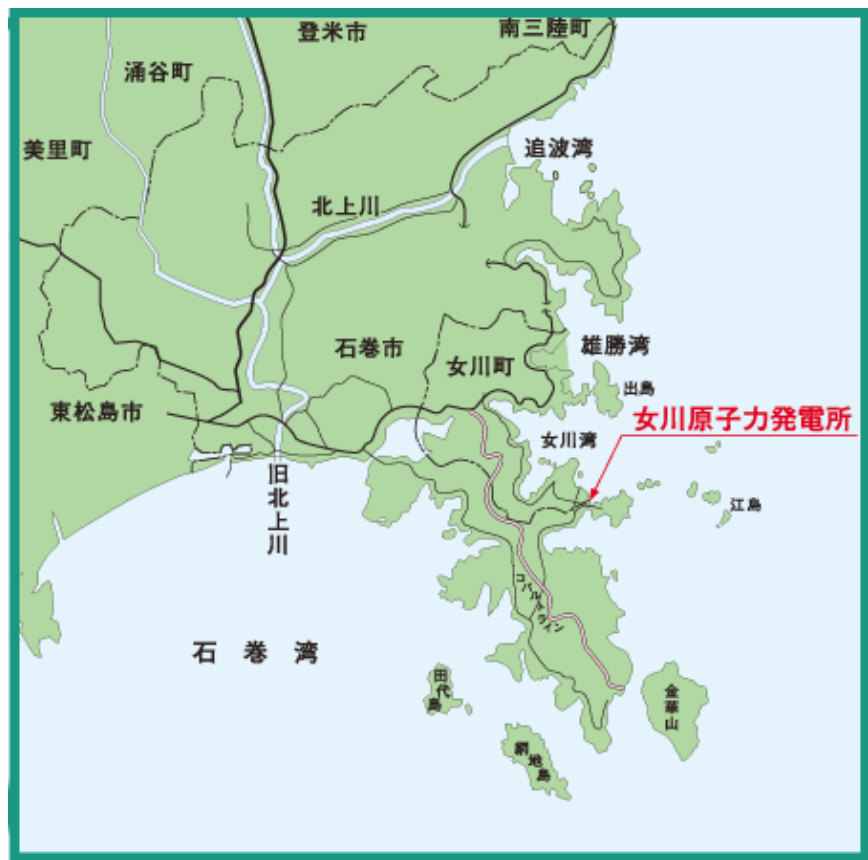 登米市
南三陸町
涌谷町
美里町
追波湾
北上川
石巻市
女川町
雄勝湾
出島
東松島市
女川原子力発電所
女川湾
旧北上川
江島
コバルトライン
石巻湾
田代島
金華山
網地島